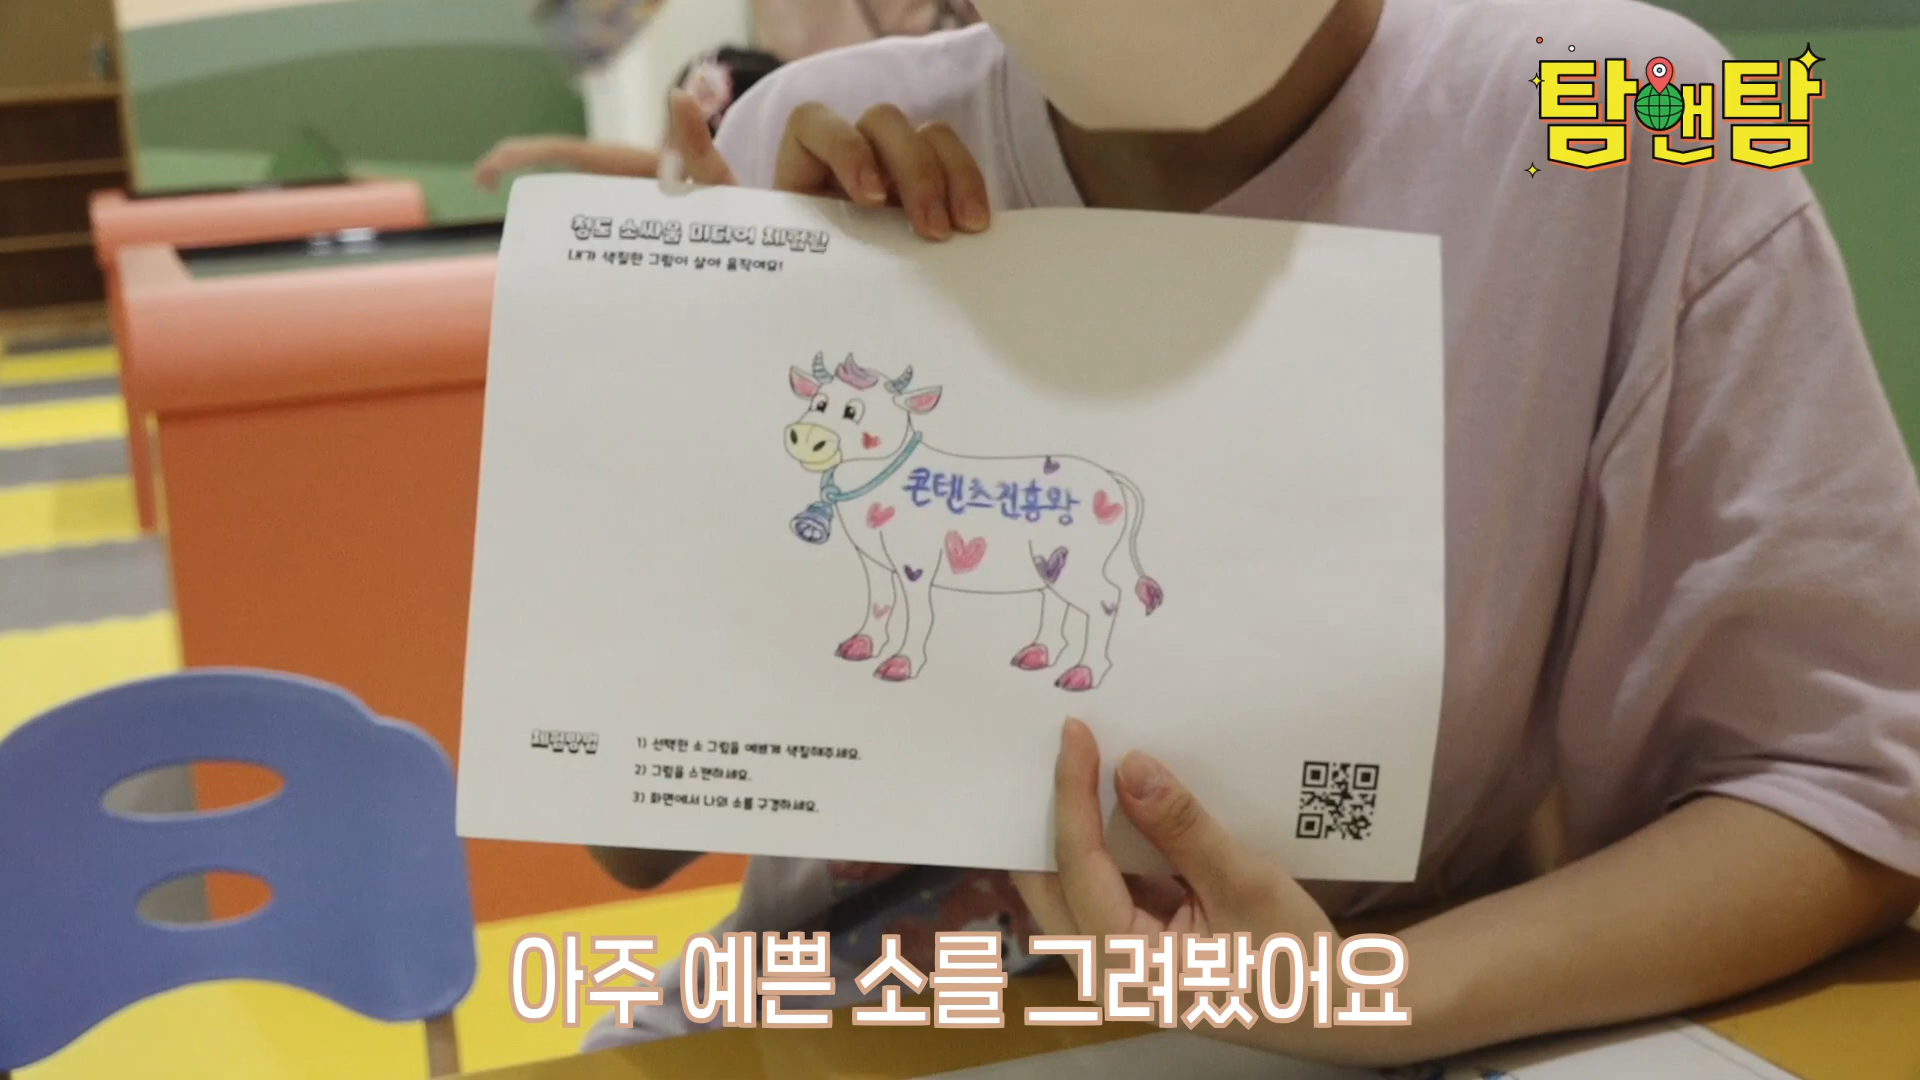 탐앤탐
청도 소싸움 미디어 체험관
내가 색칠한 그림이 살아 움직여요!
콘텐츠진흥왕
체험방법
1) 선택한 소 그림을 예쁘게 색칠해주세요.
2) 그림을 스캔하세요.
3) 화면에서 나의 소를 구경하세요.
아주 예쁜 소를 그려봤어요